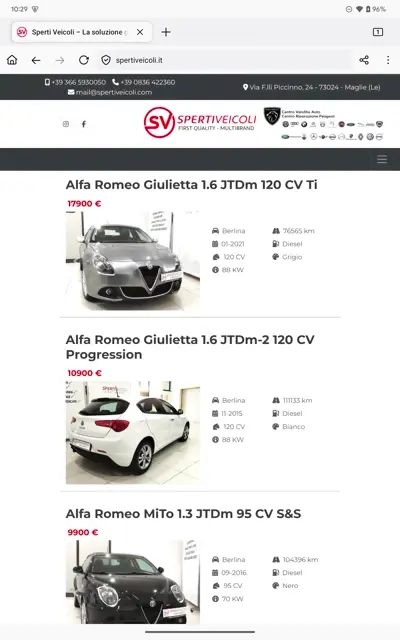 10:29
96%
Sperti Veicoli – La soluzione
1
spertiveicoli.it
+39 366 5930050 +39 0836 422360
mail@spertiveicoli.com
Via F.lli Piccinno, 24 - 73024 - Maglie (Le)
SV SPERTIVEICOLI
FIRST QUALITY - MULTIBRAND
Centro Vendita Auto
Centro Riparazione Peugeot
Alfa Romeo Giulietta 1.6 JTDm 120 CV Ti
17900 €
Berlina 76565 km
01-2021 Diesel
120 CV Grigio
88 KW
Alfa Romeo Giulietta 1.6 JTDm-2 120 CV
Progression
10900 €
Berlina 111133 km
11-2015 Diesel
120 CV Bianco
88 KW
Alfa Romeo MiTo 1.3 JTDm 95 CV S&S
9900 €
Berlina 104396 km
09-2016 Diesel
95 CV Nero
70 KW